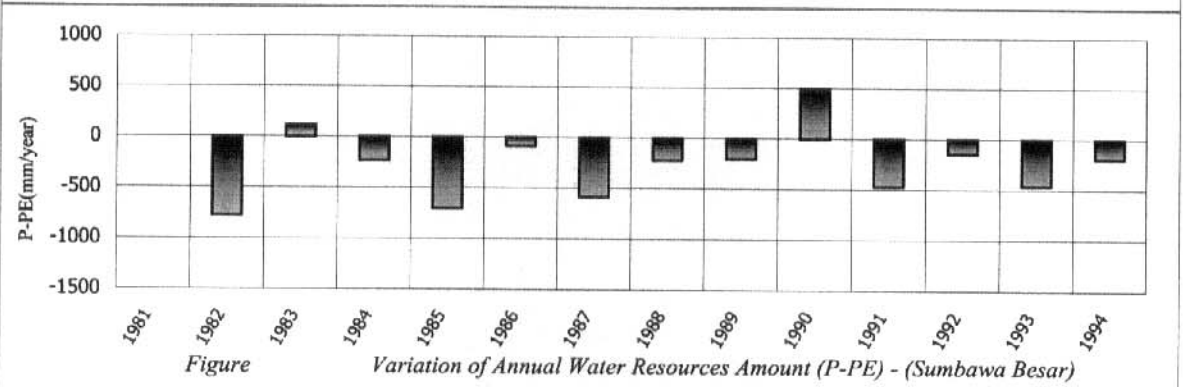 1000
500
0
-500
-1000
-1500
P-PE(mm/year)
1981 1982 1983 1984 1985 1986 1987 1988 1989 1990 1991 1992 1993 1994
Figure Variation of Annual Water Resources Amount (P-PE) - (Sumbawa Besar)